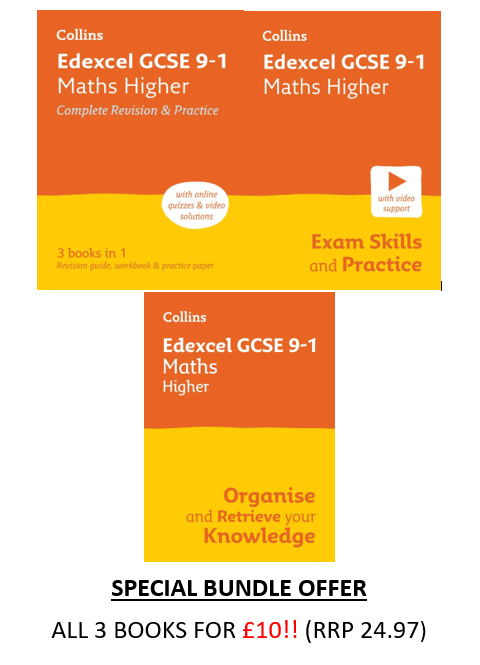 Collins
Edexcel GCSE 9-1
Maths Higher
Complete Revision & Practice
with online
quizzes & video
solutions
3 books in 1
Revision guide, workbook & practice paper
Collins
Edexcel GCSE 9-1
Maths Higher
with video
support
Exam Skills
and Practice
Collins
Edexcel GCSE 9-1
Maths
Higher
Organise
and Retrieve your
Knowledge
SPECIAL BUNDLE OFFER
ALL 3 BOOKS FOR £10!! (RRP 24.97)